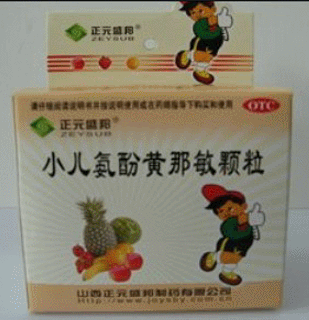 正元盛邦
ZEYSUB
请仔细阅读说明书并按说明使用或在药师指导下购买和使用
OTC
正元盛邦
ZEYSUB
小儿氨酚黄那敏颗粒
山西正元盛邦制药有限公司